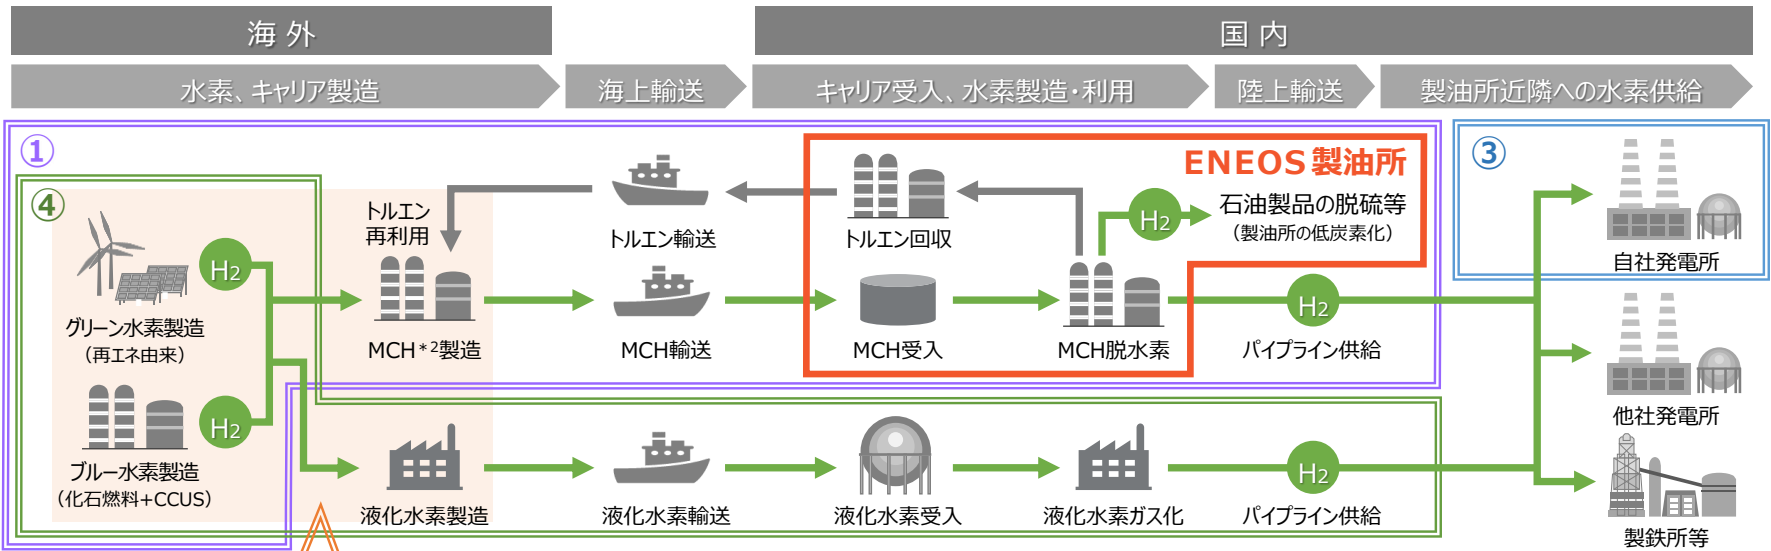 海外
国内
水素、キャリア製造
海上輸送
キャリア受入、水素製造・利用
陸上輸送
製油所近隣への水素供給
①
ENEOS製油所
③
④
トルエン
再利用
トルエン輸送
トルエン回収
H2
石油製品の脱硫等
（製油所の低炭素化）
自社発電所
H2
グリーン水素製造
（再エネ由来）
MCH*2製造
MCH輸送
MCH受入
MCH脱水素
H2
パイプライン供給
他社発電所
H2
ブルー水素製造
（化石燃料+CCUS）
液化水素製造
液化水素輸送
液化水素受入
液化水素ガス化
H2
パイプライン供給
製鉄所等